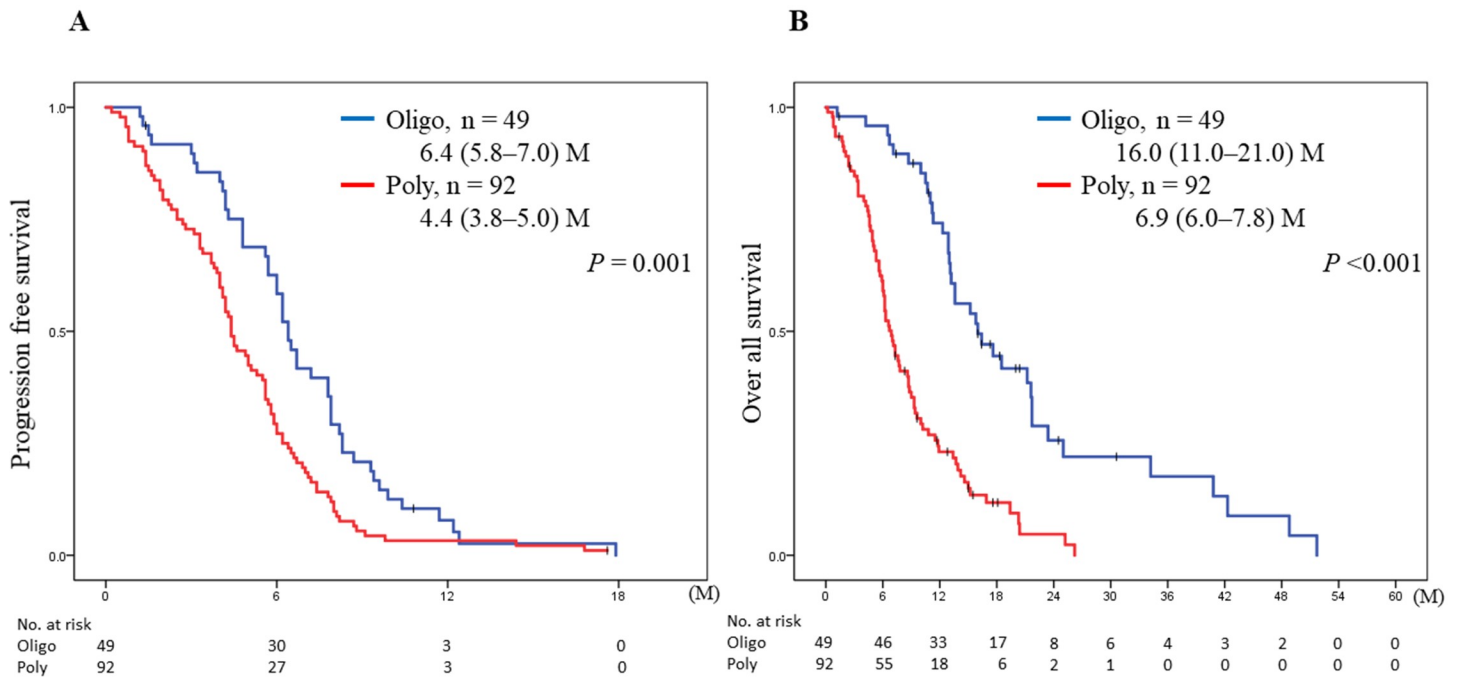 A
Progression free survival
1.0
0.5
0.0
Oligo, n = 49
6.4 (5.8–7.0) M
Poly, n = 92
4.4 (3.8–5.0) M
P = 0.001
0 6 12 18 (M)
No. at risk
Oligo 49 30 3 0
Poly 92 27 3 0
B
Over all survival
1.0
0.5
0.0
Oligo, n = 49
16.0 (11.0–21.0) M
Poly, n = 92
6.9 (6.0–7.8) M
P <0.001
0 6 12 18 24 30 36 42 48 54 60 (M)
No. at risk
Oligo 49 46 33 17 8 6 4 3 2 0 0
Poly 92 55 18 6 2 1 0 0 0 0 0